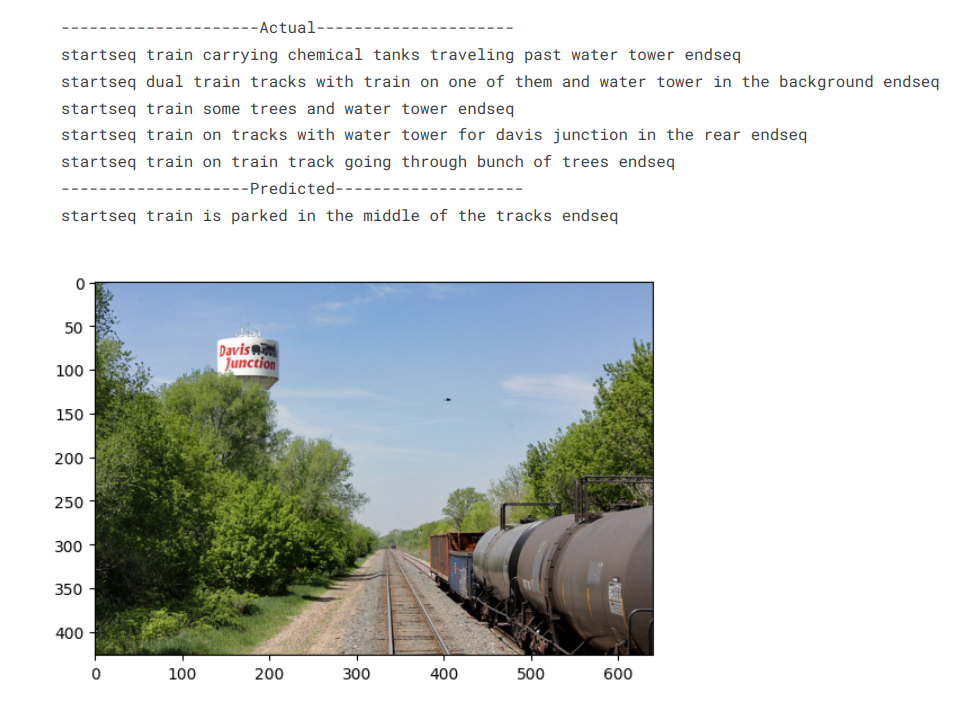 ---------------------Actual---------------------
startseq train carrying chemical tanks traveling past water tower endseq
startseq dual train tracks with train on one of them and water tower in the background endseq
startseq train some trees and water tower endseq
startseq train on tracks with water tower for davis junction in the rear endseq
startseq train on train track going through bunch of trees endseq
--------------------Predicted--------------------
startseq train is parked in the middle of the tracks endseq
0
50
100
150
200
250
300
350
400
Davis
Junction
0 100 200 300 400 500 600